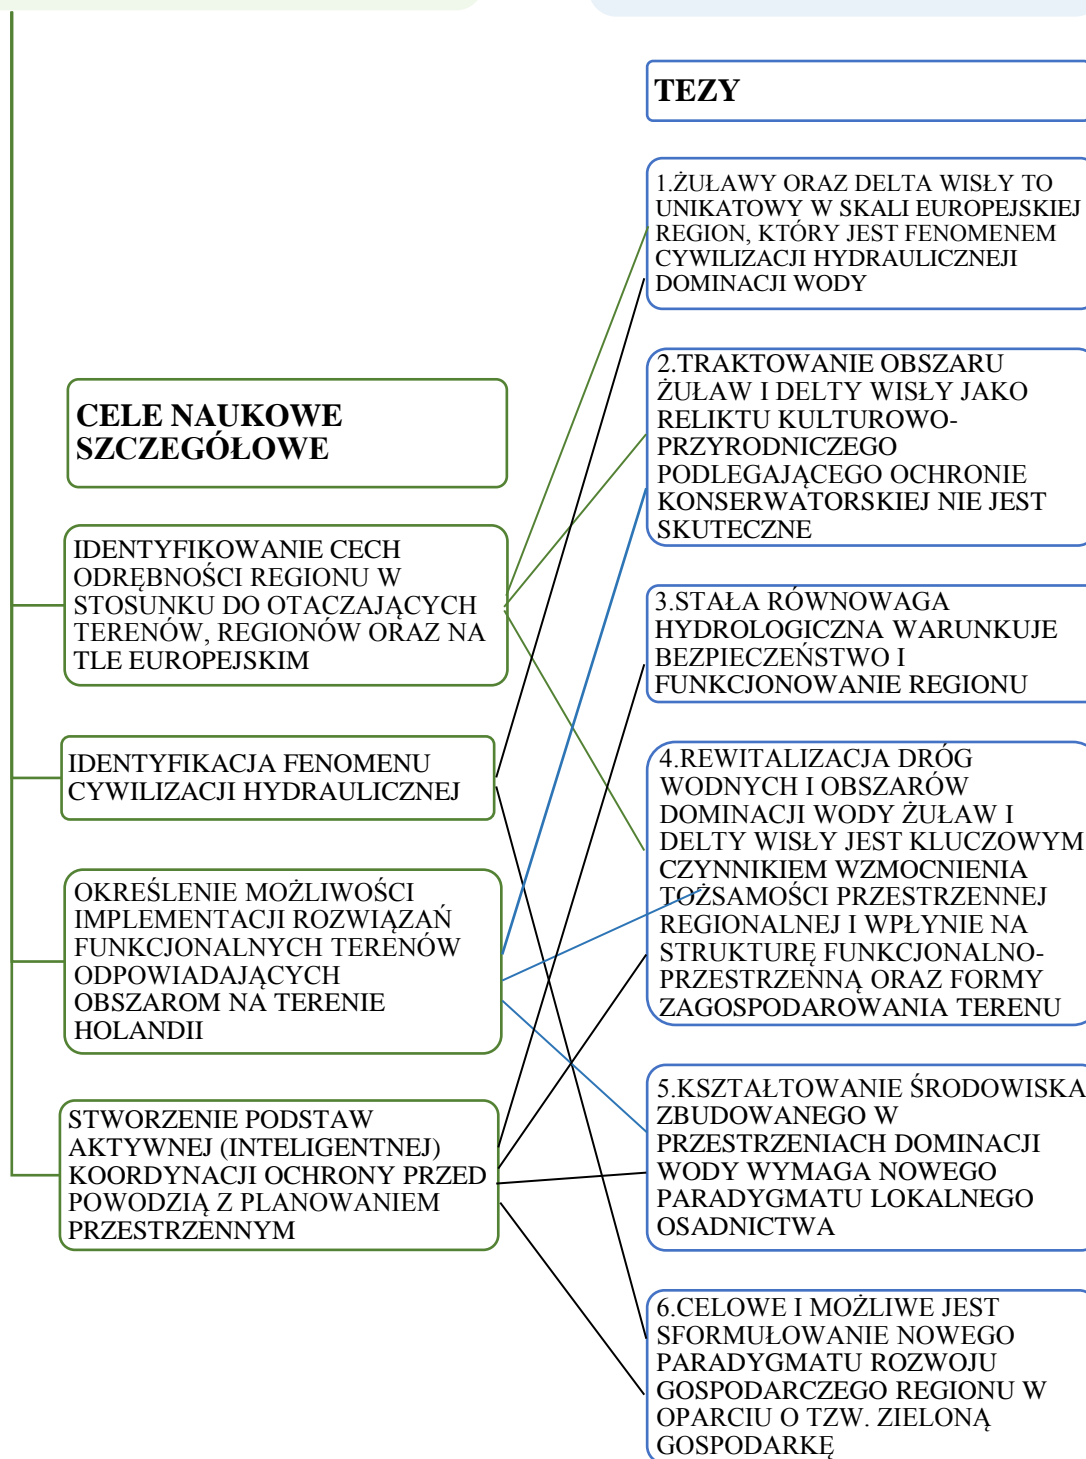 CELE NAUKOWE
SZCZEGÓŁOWE
IDENTYFIKOWANIE CECH
ODRĘBNOŚCI REGIONU W
STOSUNKU DO OTACZAJĄCYCH
TERENÓW, REGIONÓW ORAZ NA
TLE EUROPEJSKIM
IDENTYFIKACJA FENOMENU
CYWILIZACJI HYDRAULICZNEJ
OKREŚLENIE MOŻLIWOŚCI
IMPLEMENTACJI ROZWIĄZAŃ
FUNKCJONALNYCH TERENÓW
ODPOWIADAJĄCYCH
OBSZAROM NA TERENIE
HOLANDII
STWORZENIE PODSTAW
AKTYWNEJ (INTELIGENTNEJ)
KOORDYNACJI OCHRONY PRZED
POWODZIĄ Z PLANOWANIEM
PRZESTRZENNYM
TEZY
1.ŻUŁAWY ORAZ DELTA WISŁY TO
UNIKATOWY W SKALI EUROPEJSKIEJ
REGION, KTÓRY JEST FENOMENEM
CYWILIZACJI HYDRAULICZNEJI
DOMINACJI WODY
2.TRAKTOWANIE OBSZARU
ŻUŁAW I DELTY WISŁY JAKO
RELIKTU KULTUROWO-
PRZYRODNICZEGO
PODLEGAJĄCEGO OCHRONIE
KONSERWATORSKIEJ NIE JEST
SKUTECZNE
3.STAŁA RÓWNOWAGA
HYDROLOGICZNA WARUNKUJE
BEZPIECZEŃSTWO I
FUNKCJONOWANIE REGIONU
4.REWITALIZACJA DRÓG
WODNYCH I OBSZARÓW
DOMINACJI WODY ŻUŁAW I
DELTY WISŁY JEST KLUCZOWYM
CZYNNIKIEM WZMOCNIENIA
TOŻSAMOŚCI PRZESTRZENNEJ
REGIONALNEJ I WPŁYNIE NA
STRUKTURĘ FUNKCJONALNO-
PRZESTRZENNĄ ORAZ FORMY
ZAGOSPODAROWANIA TERENU
5.KSZTAŁTOWANIE ŚRODOWISKA
ZBUDOWANEGO W
PRZESTRZENIACH DOMINACJI
WODY WYMAGA NOWEGO
PARADYGMATU LOKALNEGO
OSADNICTWA
6.CELOWE I MOŻLIWE JEST
SFORMUŁOWANIE NOWEGO
PARADYGMATU ROZWOJU
GOSPODARCZEGO REGIONU W
OPARCIU O TZW. ZIELONĄ
GOSPODARKĘ